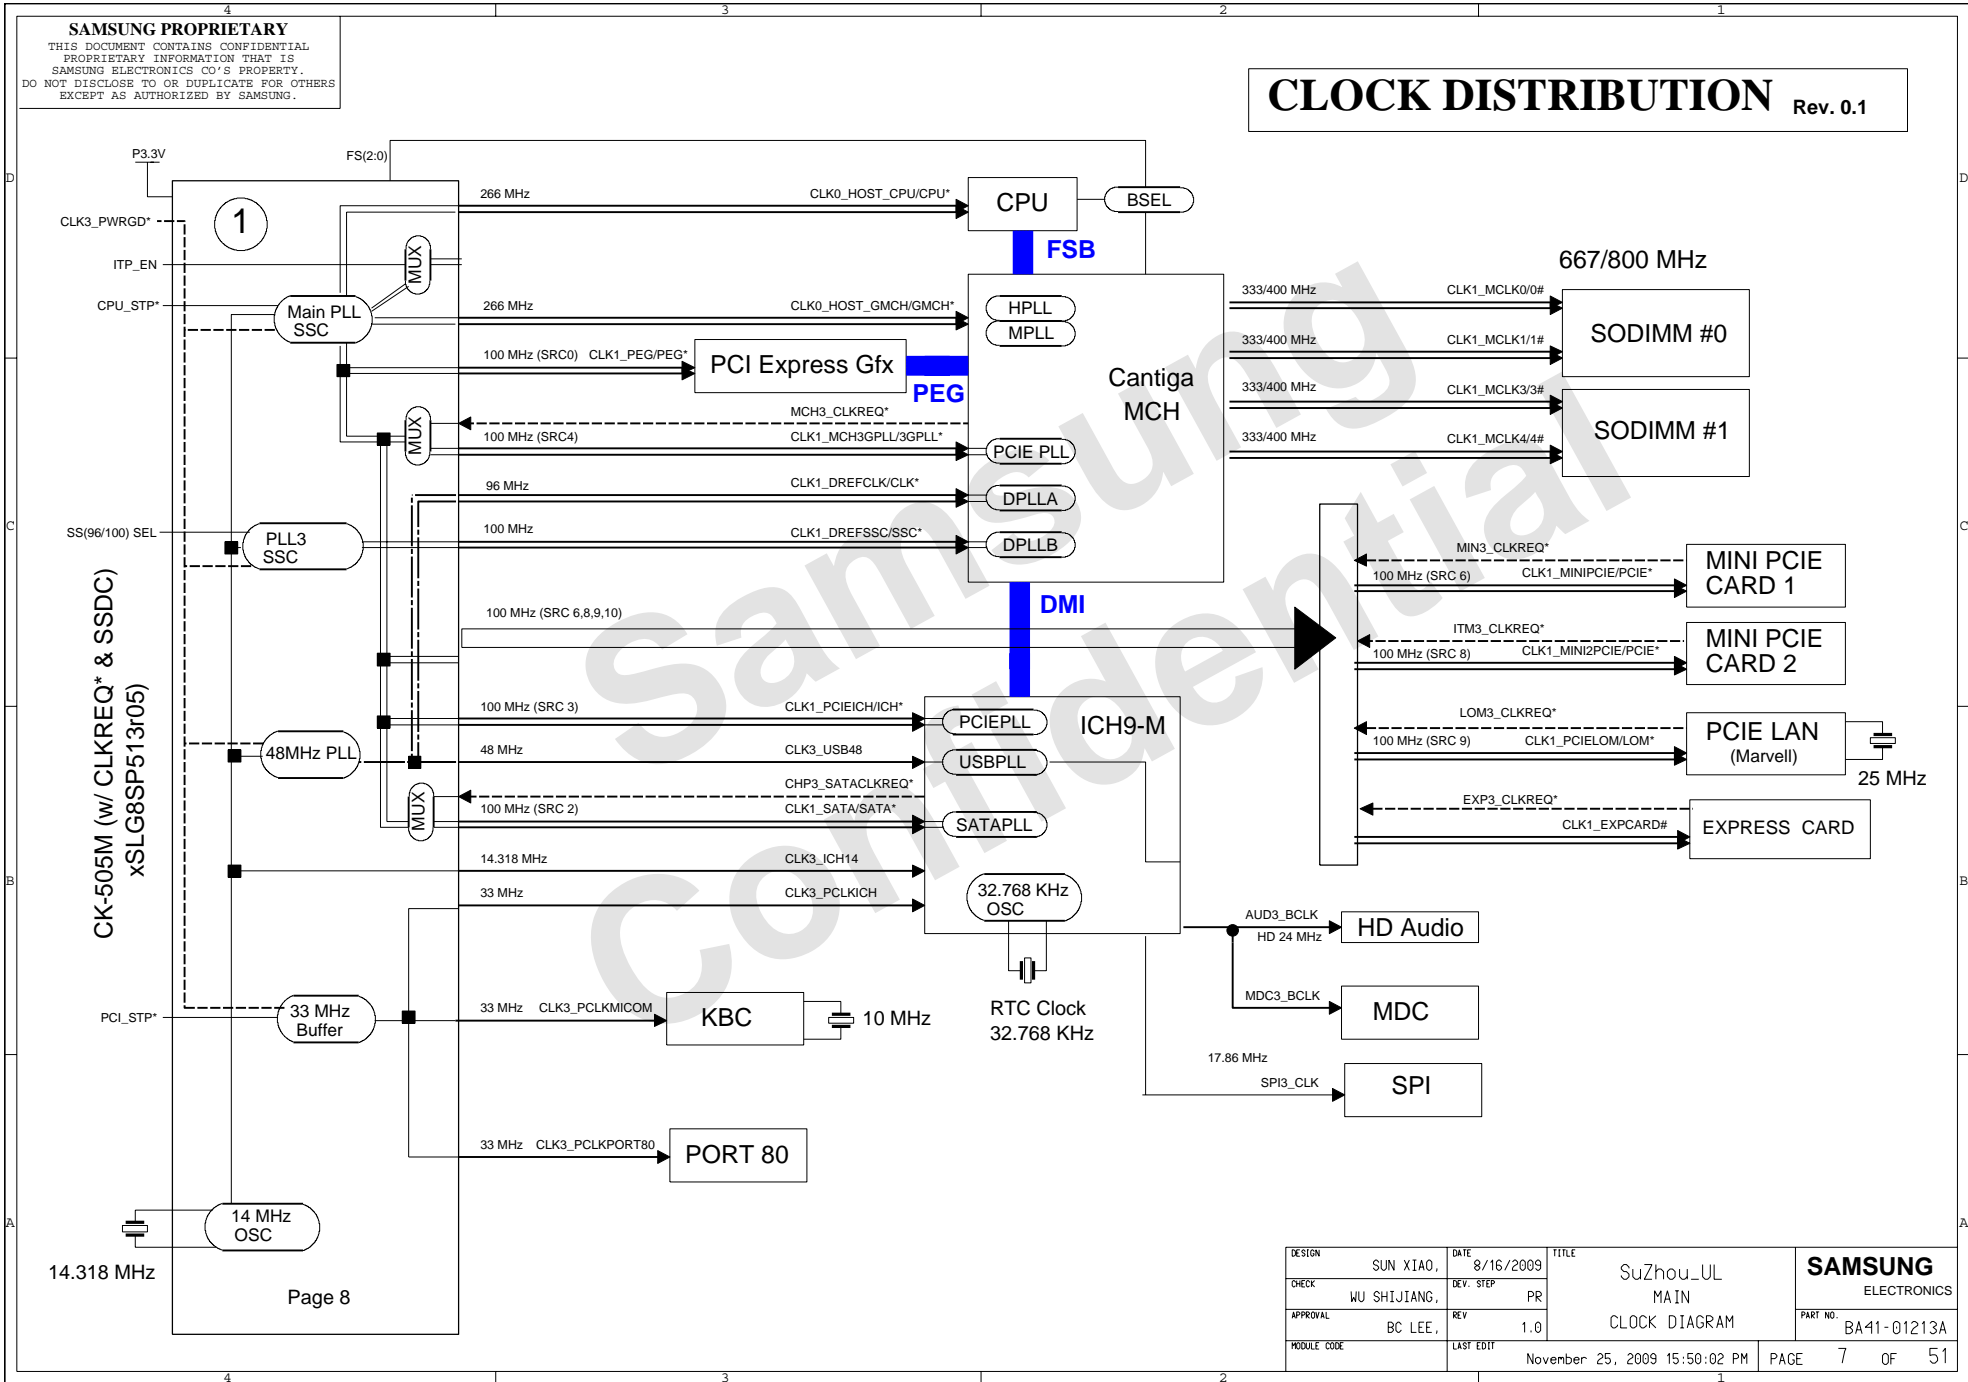 4 3 2 1
SAMSUNG PROPRIETARY
THIS DOCUMENT CONTAINS CONFIDENTIAL
PROPRIETARY INFORMATION THAT IS
SAMSUNG ELECTRONICS CO'S PROPERTY.
DO NOT DISCLOSE TO OR DUPLICATE FOR OTHERS
EXCEPT AS AUTHORIZED BY SAMSUNG.
CLOCK DISTRIBUTION Rev. 0.1
P3.3V
FS(2:0)
D D
CLK3_PWRGD*
1
266 MHz CLK0_HOST_CPU/CPU*
CPU
BSEL
FSB
ITP_EN
MUX
667/800 MHz
CPU_STP*
Main PLL
SSC
266 MHz CLK0_HOST_GMCH/GMCH*
HPLL
MPLL
333/400 MHz CLK1_MCLK0/0#
SODIMM #0
333/400 MHz CLK1_MCLK1/1#
100 MHz (SRC0) CLK1_PEG/PEG*
PCI Express Gfx
PEG
Cantiga
MCH
333/400 MHz CLK1_MCLK3/3#
SODIMM #1
333/400 MHz CLK1_MCLK4/4#
MCH3_CLKREQ*
MUX
100 MHz (SRC4) CLK1_MCH3GPLL/3GPLL*
PCIE PLL
96 MHz CLK1_DREFCLK/CLK*
DPLLA
C C
SS(96/100) SEL
PLL3
SSC
100 MHz CLK1_DREFSSC/SSC*
DPLLB
MIN3_CLKREQ*
MINI PCIE
CARD 1
100 MHz (SRC 6) CLK1_MINIPCIE/PCIE*
DMI
100 MHz (SRC 6,8,9,10)
ITM3_CLKREQ*
MINI PCIE
CARD 2
100 MHz (SRC 8) CLK1_MINI2PCIE/PCIE*
CK-505M (w/ CLKREQ* & SSDC)
xSLG8SP513r05)
100 MHz (SRC 3) CLK1_PCIEICH/ICH*
PCIEPLL
ICH9-M
LOM3_CLKREQ*
PCIE LAN
(Marvell)
100 MHz (SRC 9) CLK1_PCIELOM/LOM*
25 MHz
48MHz PLL
48 MHz CLK3_USB48
USBPLL
CHP3_SATACLKREQ*
MUX
100 MHz (SRC 2) CLK1_SATA/SATA*
SATAPLL
EXP3_CLKREQ*
CLK1_EXPCARD#
EXPRESS CARD
14.318 MHz CLK3_ICH14
B B
33 MHz CLK3_PCLKICH
32.768 KHz
OSC
AUD3_BCLK
HD 24 MHz
HD Audio
RTC Clock
32.768 KHz
MDC3_BCLK
MDC
PCI_STP*
33 MHz
Buffer
33 MHz CLK3_PCLKMICOM
KBC
10 MHz
17.86 MHz
SPI3_CLK
SPI
33 MHz CLK3_PCLKPORT80
PORT 80
A A
14 MHz
OSC
14.318 MHz
Page 8
Samsung
Confidential
DESIGN SUN XIAO,
DATE 8/16/2009
TITLE
SuZhou_UL
MAIN
CLOCK DIAGRAM
SAMSUNG
ELECTRONICS
CHECK WU SHIJIANG,
DEV. STEP PR
APPROVAL BC LEE,
REV 1.0
PART NO. BA41-01213A
MODULE CODE
LAST EDIT November 25, 2009 15:50:02 PM
PAGE 7 OF 51
4 3 2 1